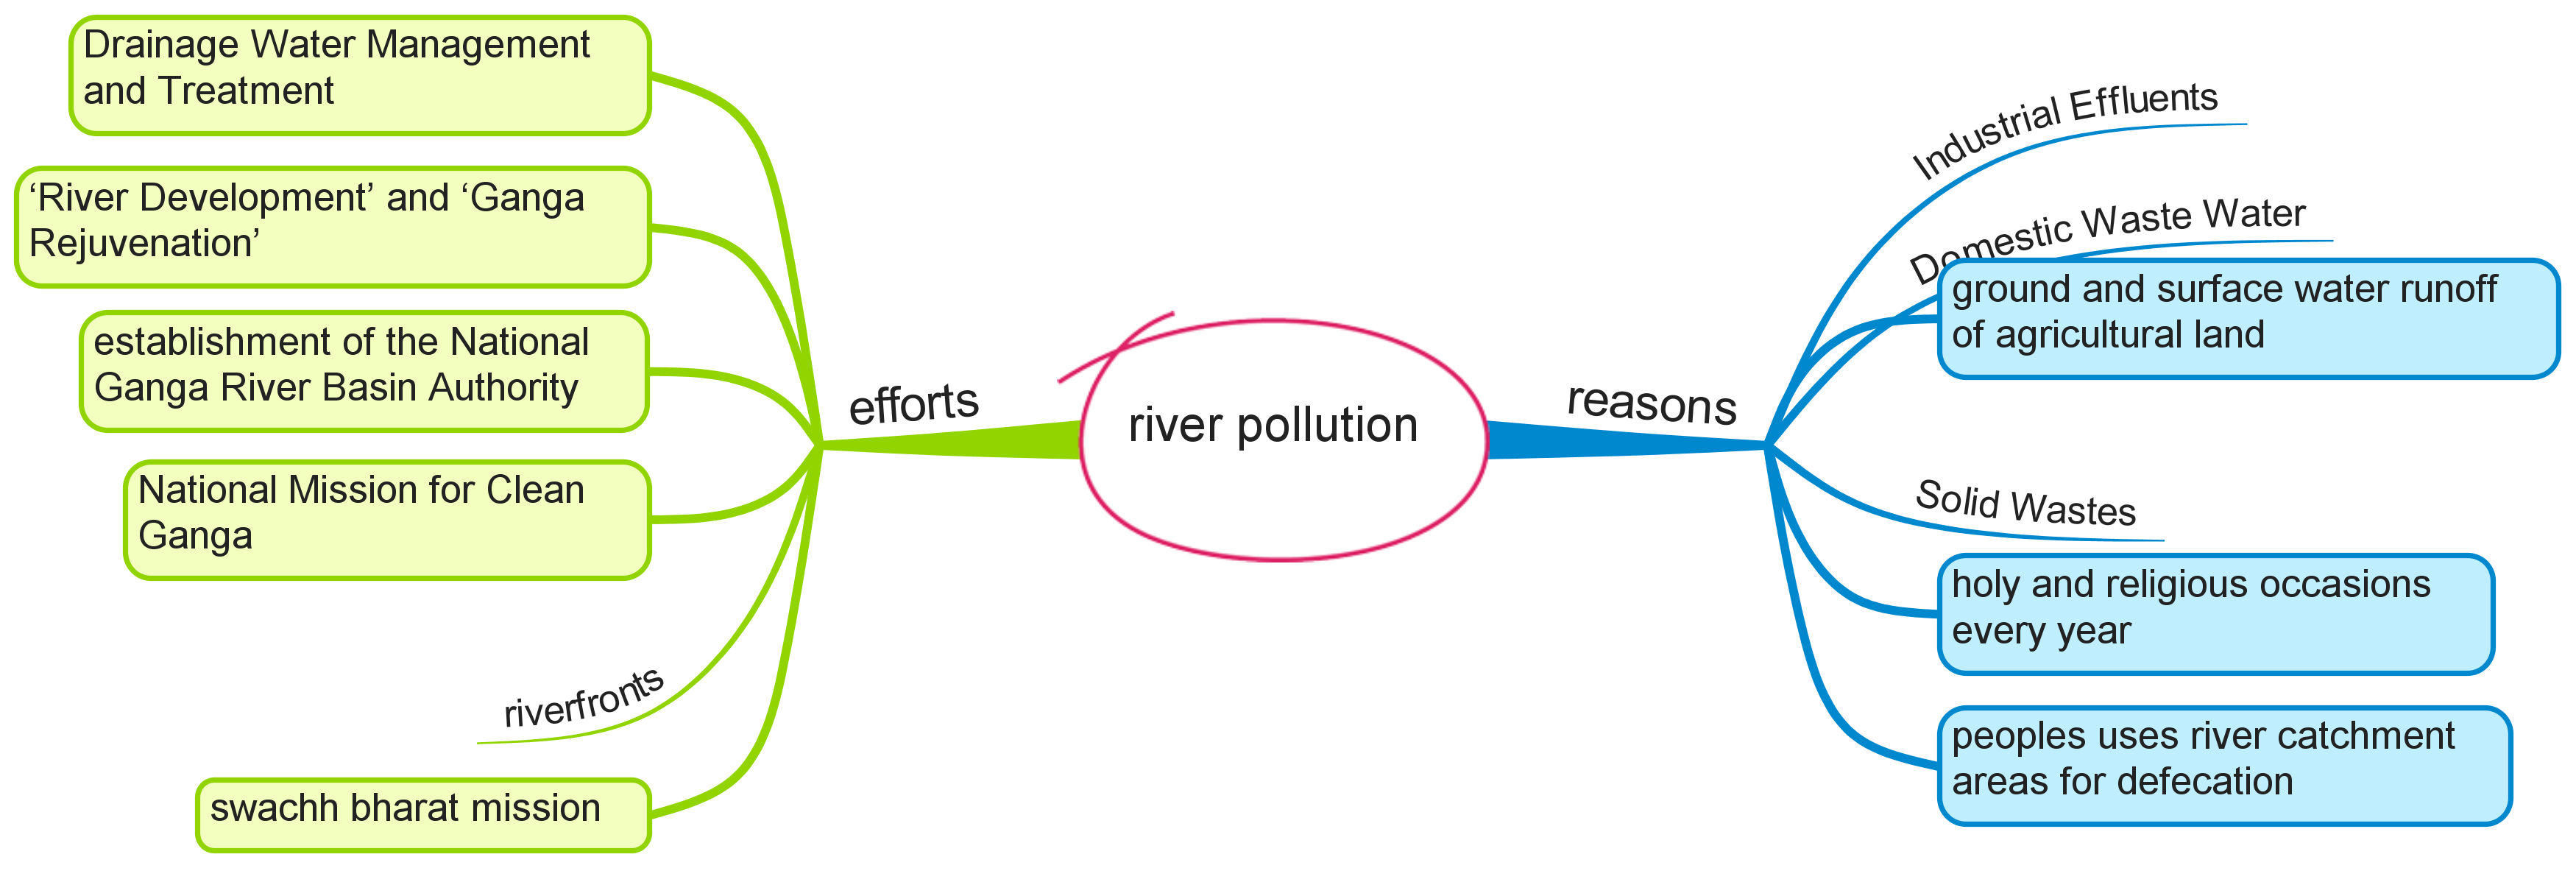 Drainage Water Management
and Treatment
‘River Development’ and ‘Ganga
Rejuvenation’
establishment of the National
Ganga River Basin Authority
National Mission for Clean
Ganga
riverfronts
swachh bharat mission
efforts
river pollution
reasons
Industrial Effluents
Domestic Waste Water
ground and surface water runoff
of agricultural land
Solid Wastes
holy and religious occasions
every year
peoples uses river catchment
areas for defecation